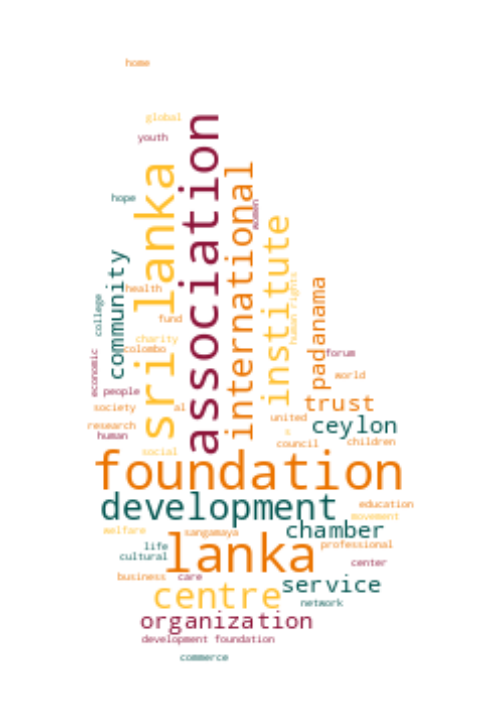 home
global
youth
association
sri lanka
international
women
hope
institute
community
health
human rights
padanama
college
fund
charity
colombo
economic
forum
world
people
society
al
trust
united
ceylon
research
human
s
council
children
social
foundation
development
education
movement
welfare
sangamaya
chamber
life
cultural
lanka
professional
center
business
care
service
centre
network
organization
development foundation
commerce